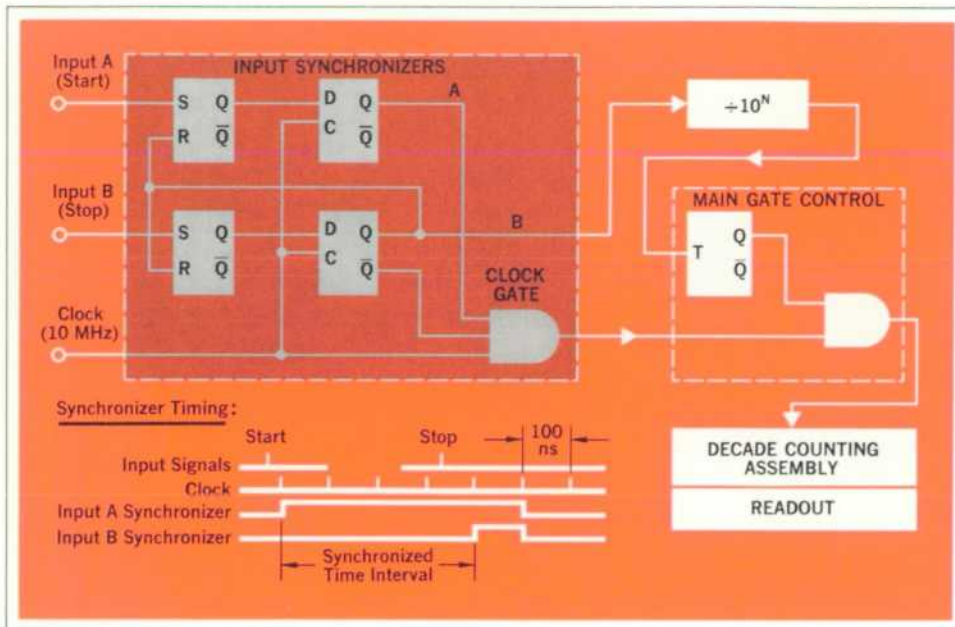 Input A
(Start)
INPUT SYNCHRONIZERS
A
÷10^N
S Q
R Q̅
D Q
C Q̅
Input B
(Stop)
B
MAIN GATE CONTROL
S Q
R Q̅
D Q
C Q̅
T Q
Q̅
CLOCK
GATE
Clock
(10 MHz)
Synchronizer Timing:
Start
Stop
100
ns
Input Signals
Clock
Input A Synchronizer
Input B Synchronizer
Synchronized
Time Interval
DECADE COUNTING
ASSEMBLY
READOUT